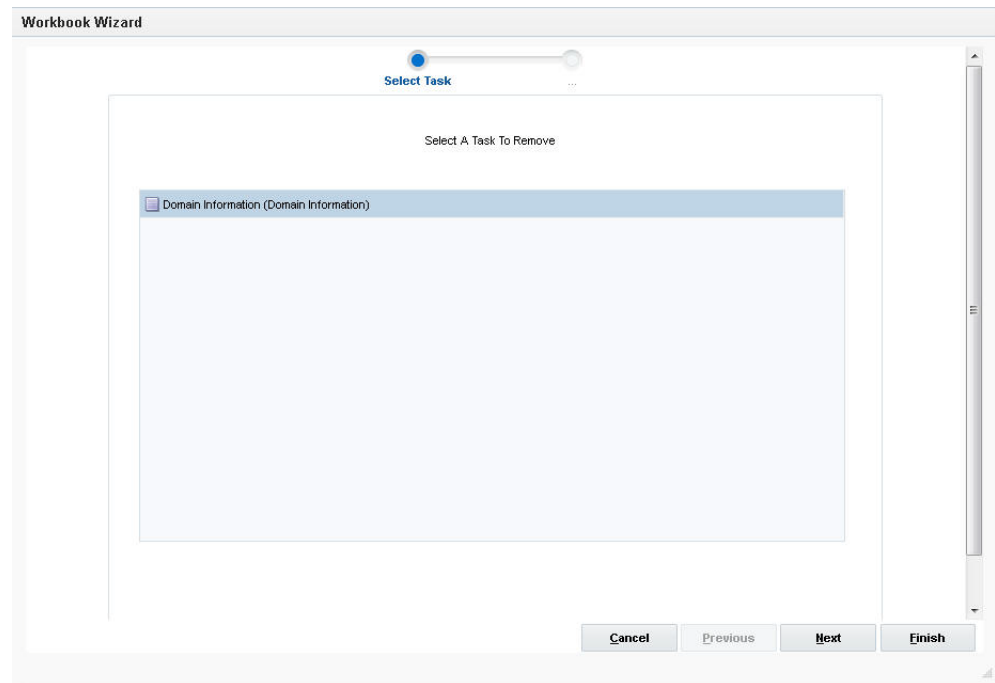 Workbook Wizard
Select Task
...
Select A Task To Remove
Domain Information (Domain Information)
Cancel Previous Next Finish